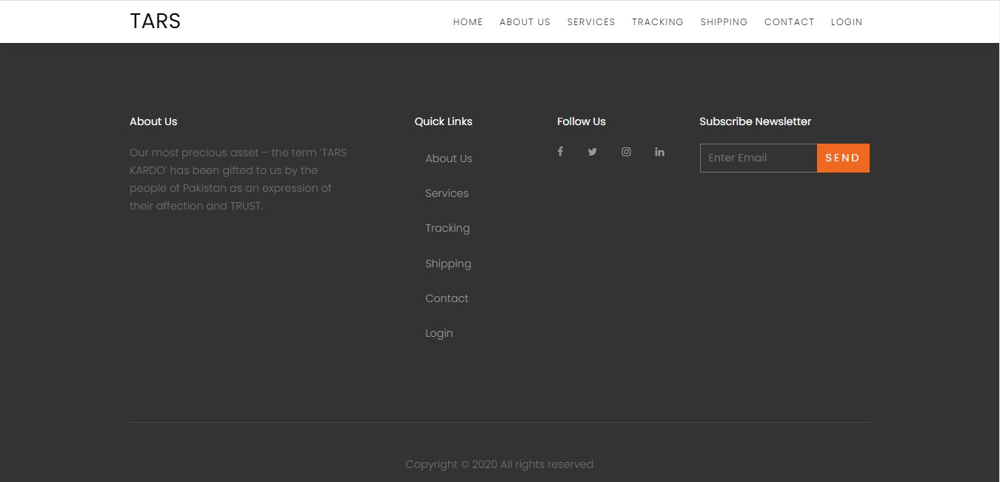 TARS
HOME ABOUT US SERVICES TRACKING SHIPPING CONTACT LOGIN
About Us
Our most precious asset – the term ‘TARS
KARDO’ has been gifted to us by the
people of Pakistan as an expression of
their affection and TRUST.
Quick Links
About Us
Services
Tracking
Shipping
Contact
Login
Follow Us
Subscribe Newsletter
Enter Email SEND
Copyright © 2020 All rights reserved